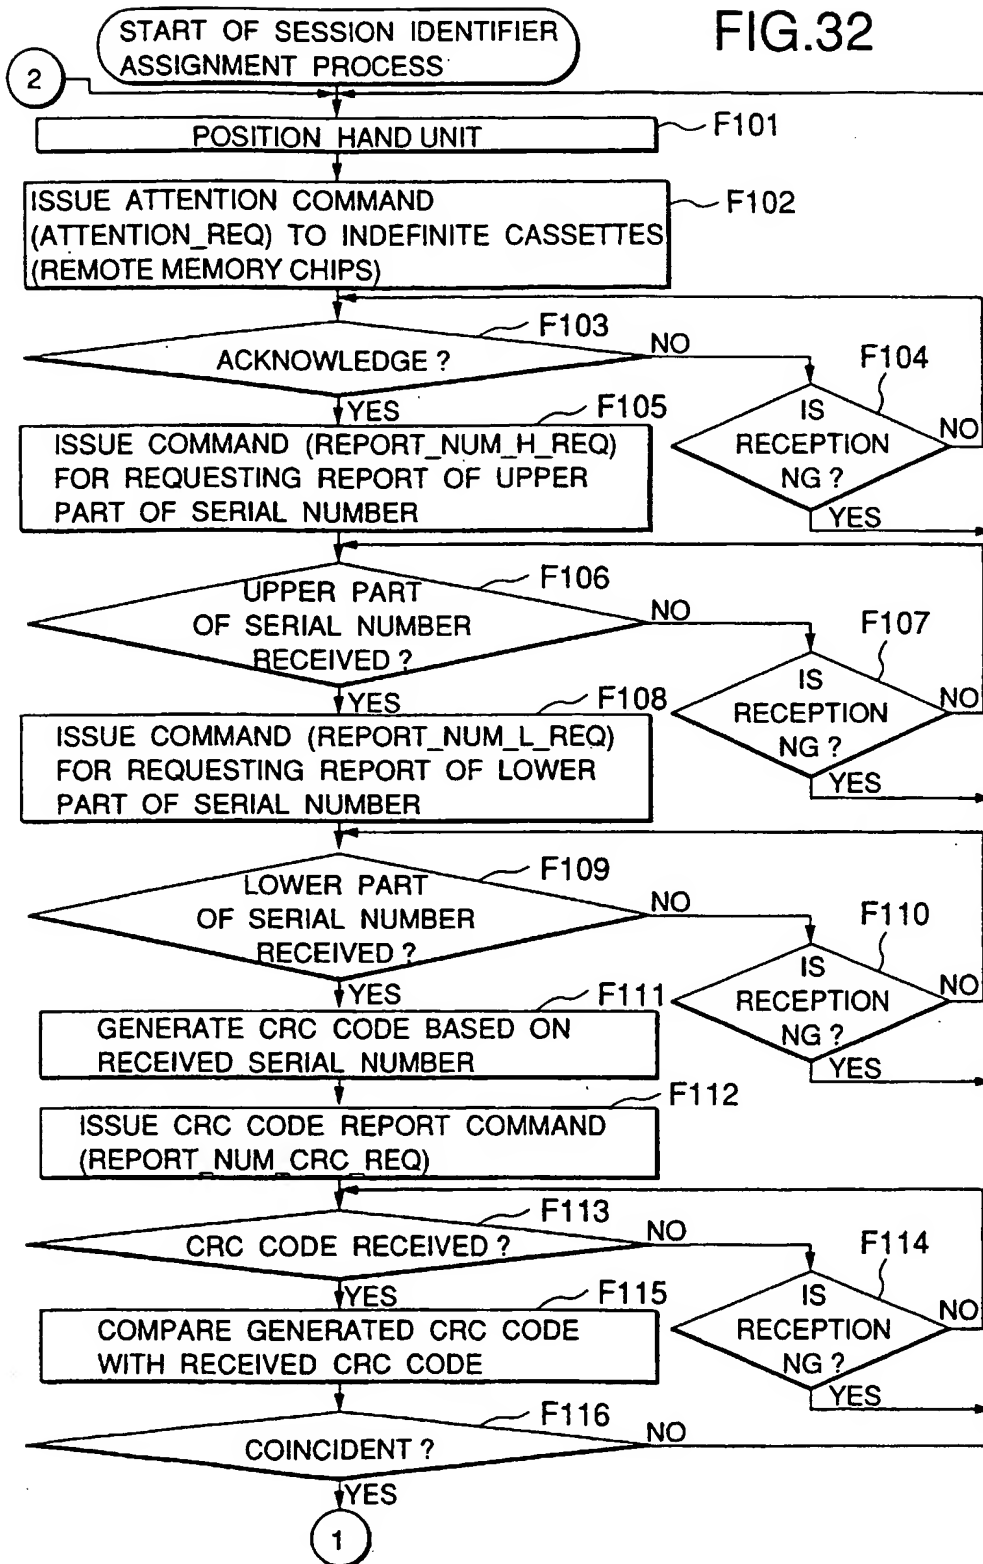 FIG.32
START OF SESSION IDENTIFIER
ASSIGNMENT PROCESS
2
POSITION HAND UNIT
F101
ISSUE ATTENTION COMMAND
(ATTENTION_REQ) TO INDEFINITE CASSETTES
(REMOTE MEMORY CHIPS)
F102
ACKNOWLEDGE ?
F103
NO
YES
IS
RECEPTION
NG ?
F104
NO
YES
ISSUE COMMAND (REPORT_NUM_H_REQ)
FOR REQUESTING REPORT OF UPPER
PART OF SERIAL NUMBER
F105
UPPER PART
OF SERIAL NUMBER
RECEIVED ?
F106
NO
YES
IS
RECEPTION
NG ?
F107
NO
YES
ISSUE COMMAND (REPORT_NUM_L_REQ)
FOR REQUESTING REPORT OF LOWER
PART OF SERIAL NUMBER
F108
LOWER PART
OF SERIAL NUMBER
RECEIVED ?
F109
NO
YES
IS
RECEPTION
NG ?
F110
NO
YES
GENERATE CRC CODE BASED ON
RECEIVED SERIAL NUMBER
F111
ISSUE CRC CODE REPORT COMMAND
(REPORT_NUM_CRC_REQ)
F112
CRC CODE RECEIVED ?
F113
NO
YES
IS
RECEPTION
NG ?
F114
NO
YES
COMPARE GENERATED CRC CODE
WITH RECEIVED CRC CODE
F115
COINCIDENT ?
F116
NO
YES
1